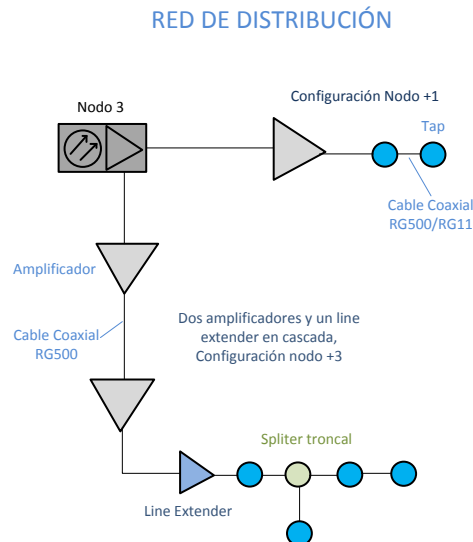 RED DE DISTRIBUCIÓN
Nodo 3
Configuración Nodo +1
Tap
Cable Coaxial
RG500/RG11
Amplificador
Cable Coaxial
RG500
Dos amplificadores y un line
extender en cascada,
Configuración nodo +3
Spliter troncal
Line Extender